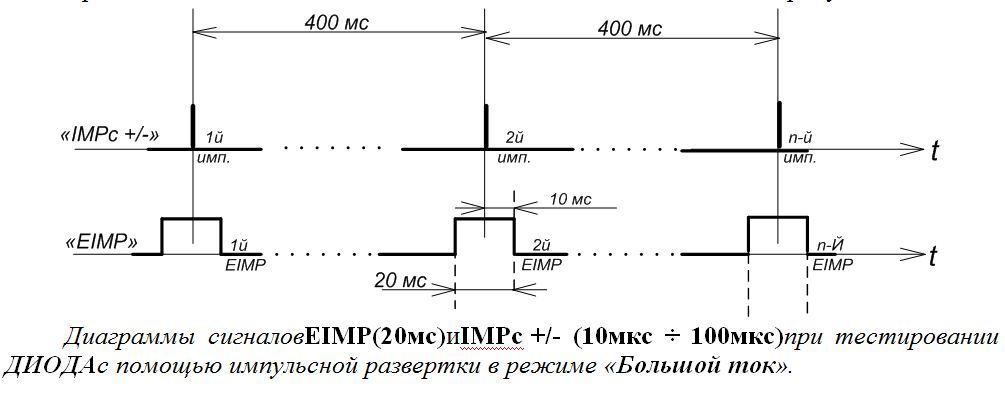 400 мс
400 мс
«IMPc +/-»
1й
имп.
2й
имп.
n-й
имп.
t
10 мс
«EIMP»
1й
EIMP
2й
EIMP
n-Й
EIMP
t
20 мс
Диаграммы сигналовEIMP(20мс)иIMPc +/- (10мкс ÷ 100мкс)при тестировании
ДИОДАс помощью импульсной развертки в режиме «Большой ток».